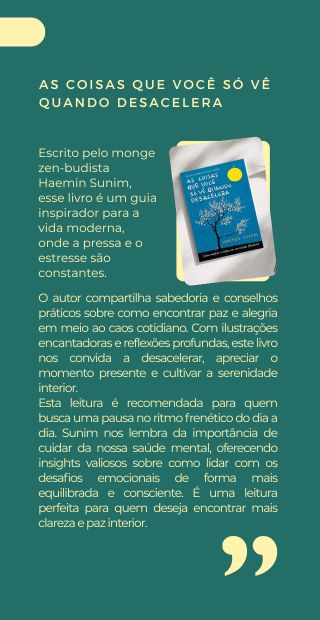 AS COISAS QUE VOCÊ SÓ VÊ
QUANDO DESACELERA
Escrito pelo monge
zen-budista
Haemin Sunim,
esse livro é um guia
inspirador para a
vida moderna,
onde a pressa e o
estresse são
constantes.
AS COISAS
QUE VOCÊ
SÓ VÊ QUANDO
DESACELERA
HAEMIN SUNIM
O autor compartilha sabedoria e conselhos
práticos sobre como encontrar paz e alegria
em meio ao caos cotidiano. Com ilustrações
encantadoras e reflexões profundas, este livro
nos convida a desacelerar, apreciar o
momento presente e cultivar a serenidade
interior.
Esta leitura é recomendada para quem
busca uma pausa no ritmo frenético do dia a
dia. Sunim nos lembra da importância de
cuidar da nossa saúde mental, oferecendo
insights valiosos sobre como lidar com os
desafios emocionais de forma mais
equilibrada e consciente. É uma leitura
perfeita para quem deseja encontrar mais
clareza e paz interior.